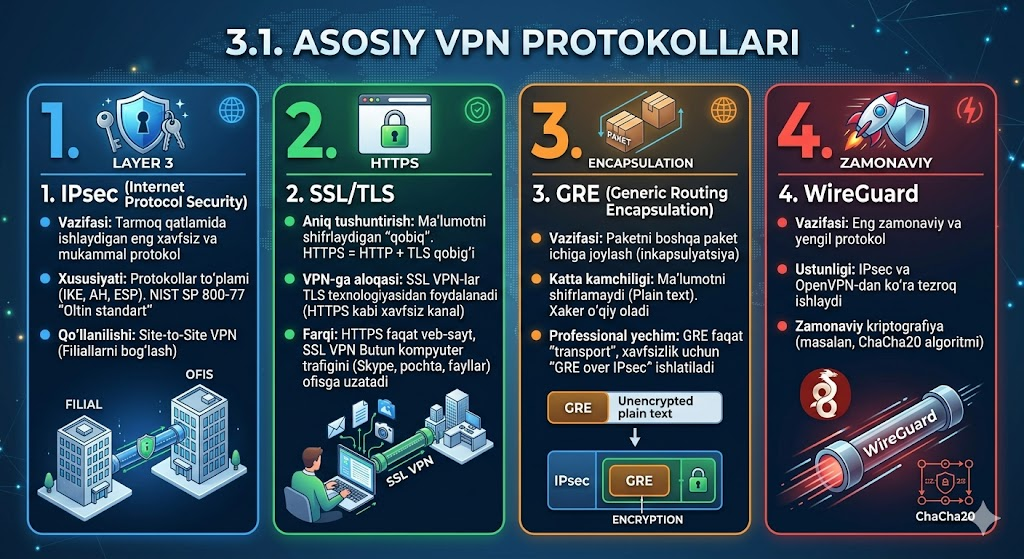 3.1. ASOSIY VPN PROTOKOLLARI
1.
LAYER 3
1. IPsec (Internet
Protocol Security)
Vazifasi: Tarmoq qatlamida
ishlaydigan eng xavfsiz va
mukammal protokol
Xususiyati: Protokollar to'plami
(IKE, AH, ESP). NIST SP 800-77
"Oltin standart"
Qo'llanilishi: Site-to-Site VPN
(Filiallarni bog'lash)
FILIAL
OFIS
2.
HTTPS
2. SSL/TLS
Aniq tushuntirish: Ma'lumotni
shifrlaydigan "qobiq".
HTTPS = HTTP + TLS qobig'i
VPN-ga aloqasi: SSL VPN-lar
TLS texnologiyasidan foydalanadi
(HTTPS kabi xavfsiz kanal)
Farqi: HTTPS faqat veb-sayt,
SSL VPN Butun kompyuter
trafigini (Skype, pochta, fayllar)
ofisga uzatadi
SSL VPN
3.
PAKET
ENCAPSULATION
3. GRE (Generic Routing
Encapsulation)
Vazifasi: Paketni boshqa paket
ichiga joylash (inkapsulyatsiya)
Katta kamchiligi: Ma'lumotni
shifrlamaydi (Plain text).
Xaker o'qiy oladi
Professional yechim: GRE faqat
"transport", xavfsizlik uchun
"GRE over IPsec" ishlatiladi
GRE
Unencrypted
plain text
IPsec
GRE
ENCRYPTION
4.
ZAMONAVIY
4. WireGuard
Vazifasi: Eng zamonaviy va
yengil protokol
Ustunligi: IPsec va
OpenVPN-dan ko'ra tezroq
ishlaydi
Zamonaviy kriptografiya
(masalan, ChaCha20 algoritmi)
WireGuard
ChaCha20